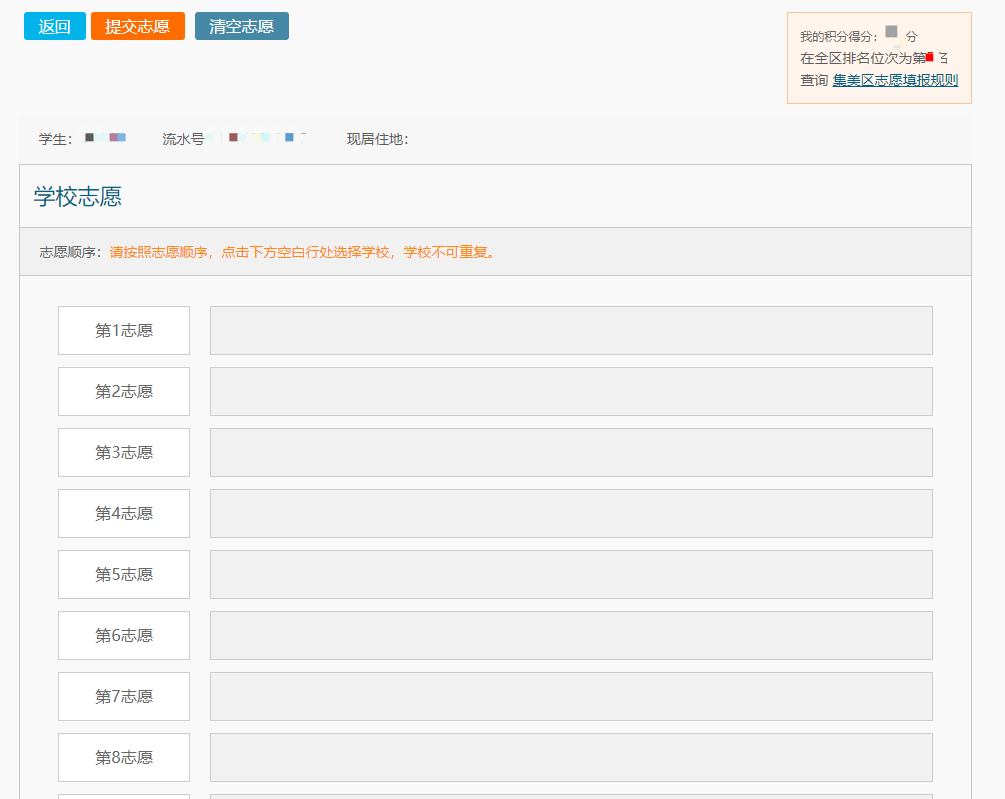 返回 提交志愿 清空志愿
我的积分得分： 分
在全区排名位次为第
查询 集美区志愿填报规则
学生： 流水号 现居住地：
学校志愿
志愿顺序：请按照志愿顺序，点击下方空白行处选择学校，学校不可重复。
第1志愿
第2志愿
第3志愿
第4志愿
第5志愿
第6志愿
第7志愿
第8志愿